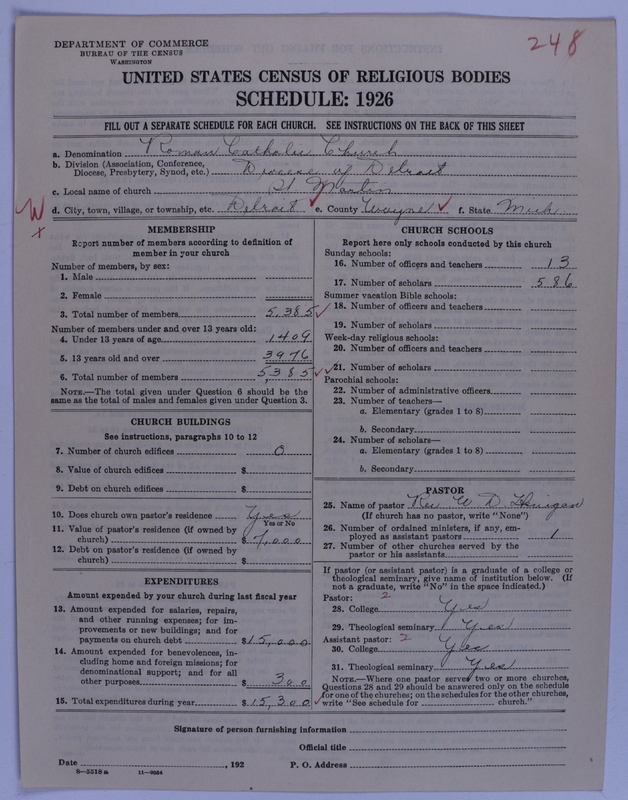 DEPARTMENT OF COMMERCE
BUREAU OF THE CENSUS
WASHINGTON
248
UNITED STATES CENSUS OF RELIGIOUS BODIES
SCHEDULE: 1926
FILL OUT A SEPARATE SCHEDULE FOR EACH CHURCH. SEE INSTRUCTIONS ON THE BACK OF THIS SHEET
a. Denomination Roman Catholic Church
b. Division (Association, Conference, Diocese, Presbytery, Synod, etc.) Diocese of Detroit
c. Local name of church St Martin
W
x
d. City, town, village, or township, etc. Detroit ✓ e. County Wayne ✓ f. State Mich
MEMBERSHIP
Report number of members according to definition of
member in your church
Number of members, by sex:
1. Male
2. Female
3. Total number of members 5,385 ✓
Number of members under and over 13 years old:
4. Under 13 years of age 1409
5. 13 years old and over 3976
6. Total number of members 5385 ✓✓
NOTE.—The total given under Question 6 should be
same as the total of males and females given under Question 3.
CHURCH BUILDINGS
See instructions, paragraphs 10 to 12
7. Number of church edifices 0
8. Value of church edifices $
9. Debt on church edifices $
10. Does church own pastor's residence Yes
Yes or No
11. Value of pastor's residence (if owned by
church) $ 7,000
12. Debt on pastor's residence (if owned by
church) $
EXPENDITURES
Amount expended by your church during last fiscal year
13. Amount expended for salaries, repairs,
and other running expenses; for im-
provements or new buildings; and for
payments on church debt $15,000
14. Amount expended for benevolences, in-
cluding home and foreign missions; for
denominational support; and for all
other purposes $ 300
15. Total expenditures during year $15,300 ✓
CHURCH SCHOOLS
Report here only schools conducted by this church
Sunday schools:
16. Number of officers and teachers 13
17. Number of scholars 586
Summer vacation Bible schools:
18. Number of officers and teachers
19. Number of scholars
Week-day religious schools:
20. Number of officers and teachers
21. Number of scholars
Parochial schools:
22. Number of administrative officers
23. Number of teachers—
a. Elementary (grades 1 to 8)
b. Secondary
24. Number of scholars—
a. Elementary (grades 1 to 8)
b. Secondary
PASTOR
25. Name of pastor Rev W D
(If church has no pastor, write "None")
26. Number of ordained ministers, if any, em-
ployed as assistant pastors 1
27. Number of other churches served by the
pastor or his assistants
If pastor (or assistant pastor) is a graduate of a college or
theological seminary, give name of institution below. (If
not a graduate, write "No" in the space indicated.)
Pastor: 2
28. College Yes
29. Theological seminary Yes
Assistant pastor: 2
30. College Yes
31. Theological seminary Yes
NOTE.—Where one pastor serves two or more churches,
Questions 28 and 29 should be answered only on the schedule
for one of the churches; on the schedules for the other churches,
write "See schedule for church."
Signature of person furnishing information
Official title
Date , 192 P. O. Address
8—5518a 11—9034